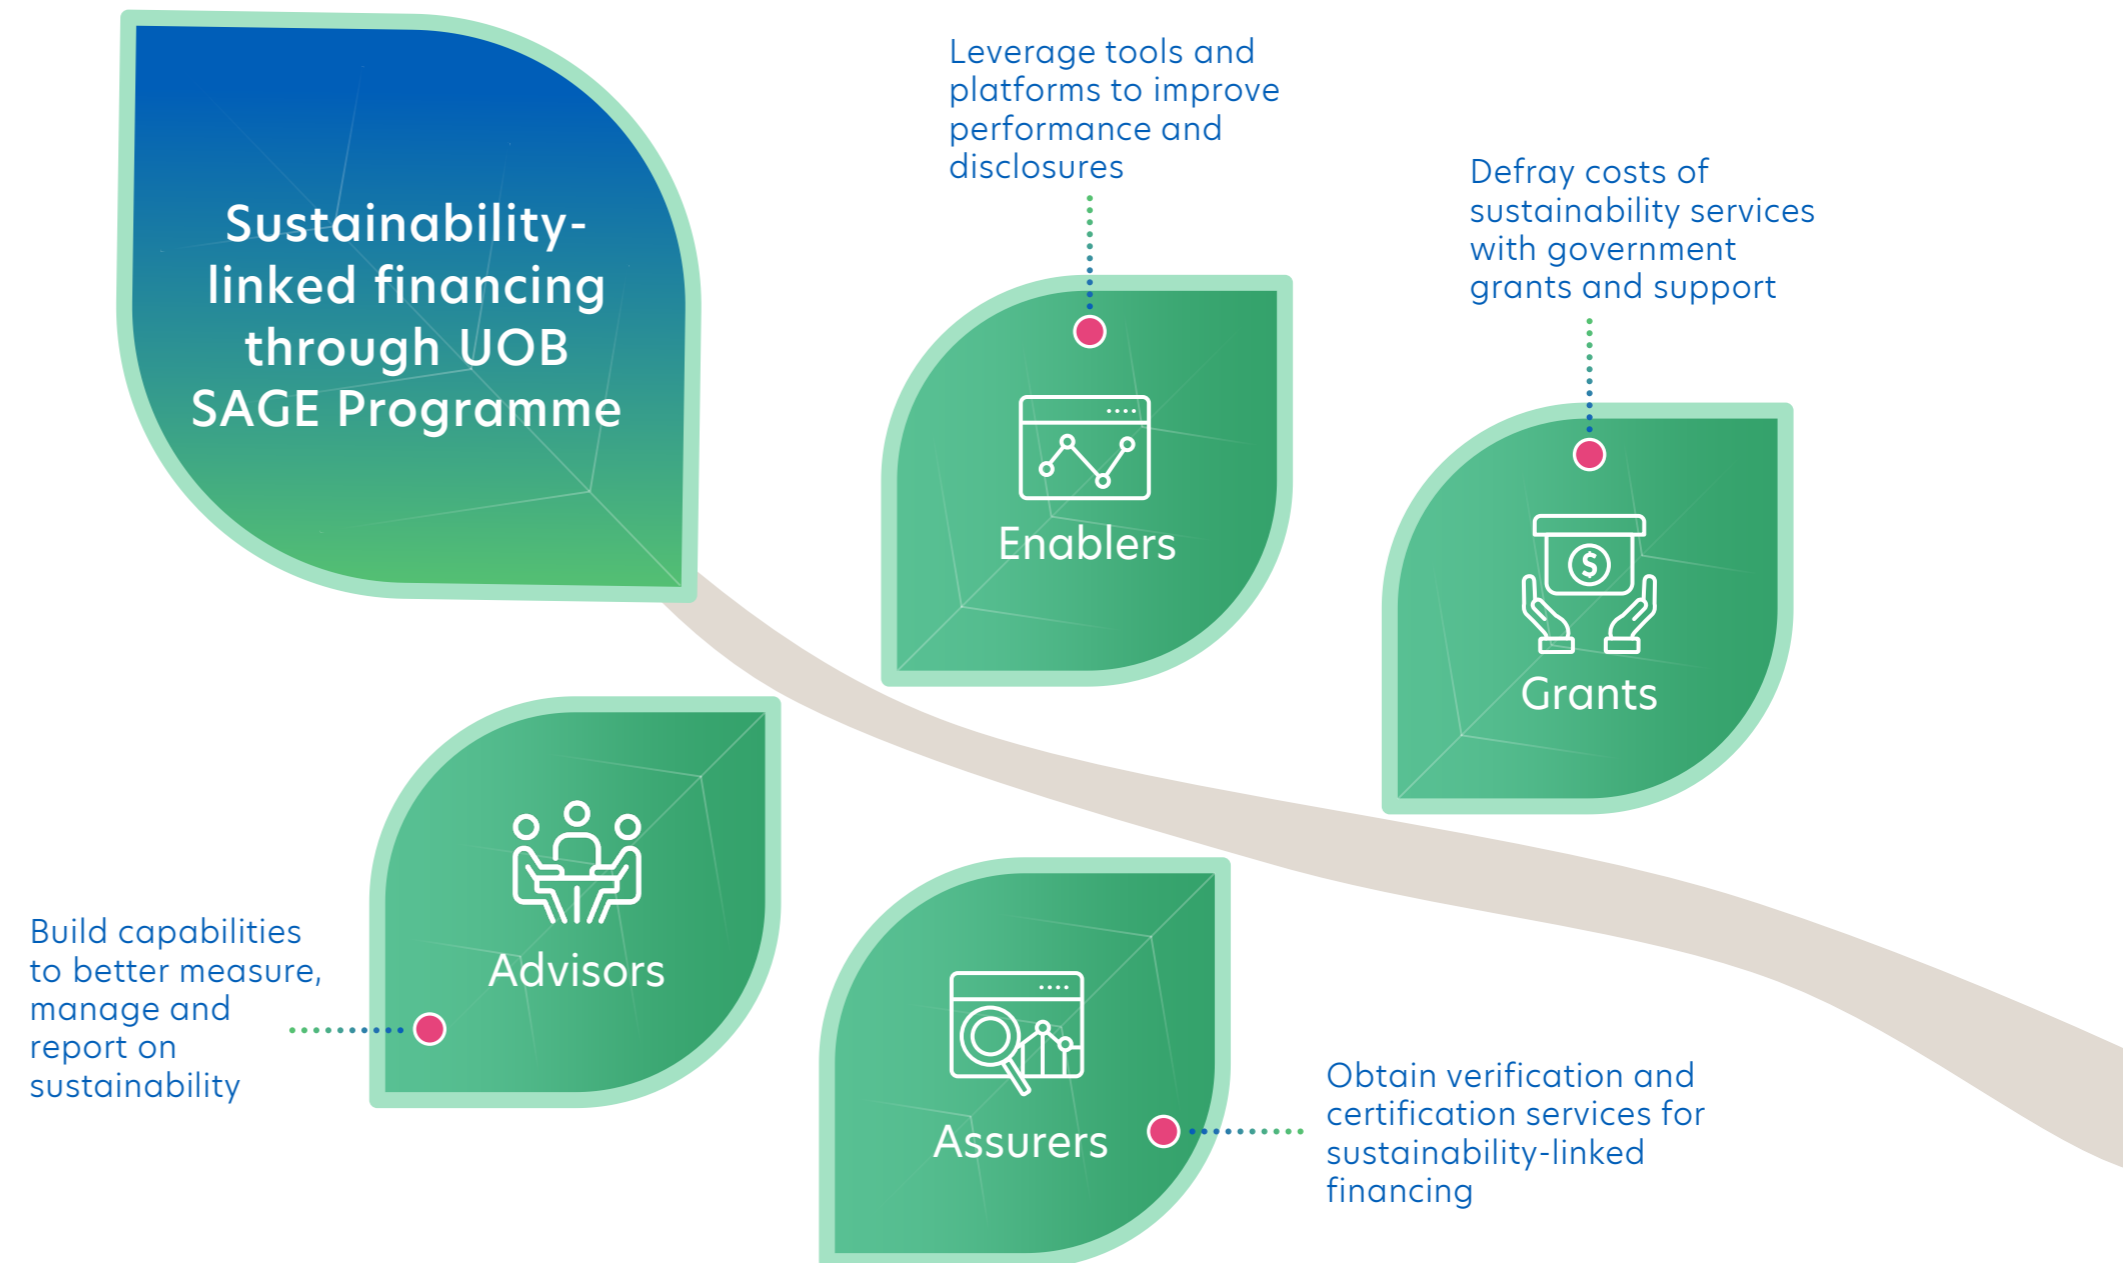 Sustainability-
linked financing
through UOB
SAGE Programme
Leverage tools and
platforms to improve
performance and
disclosures
Enablers
Defray costs of
sustainability services
with government
grants and support
$
Grants
Build capabilities
to better measure,
manage and
report on
sustainability
Advisors
Assurers
Obtain verification and
certification services for
sustainability-linked
financing